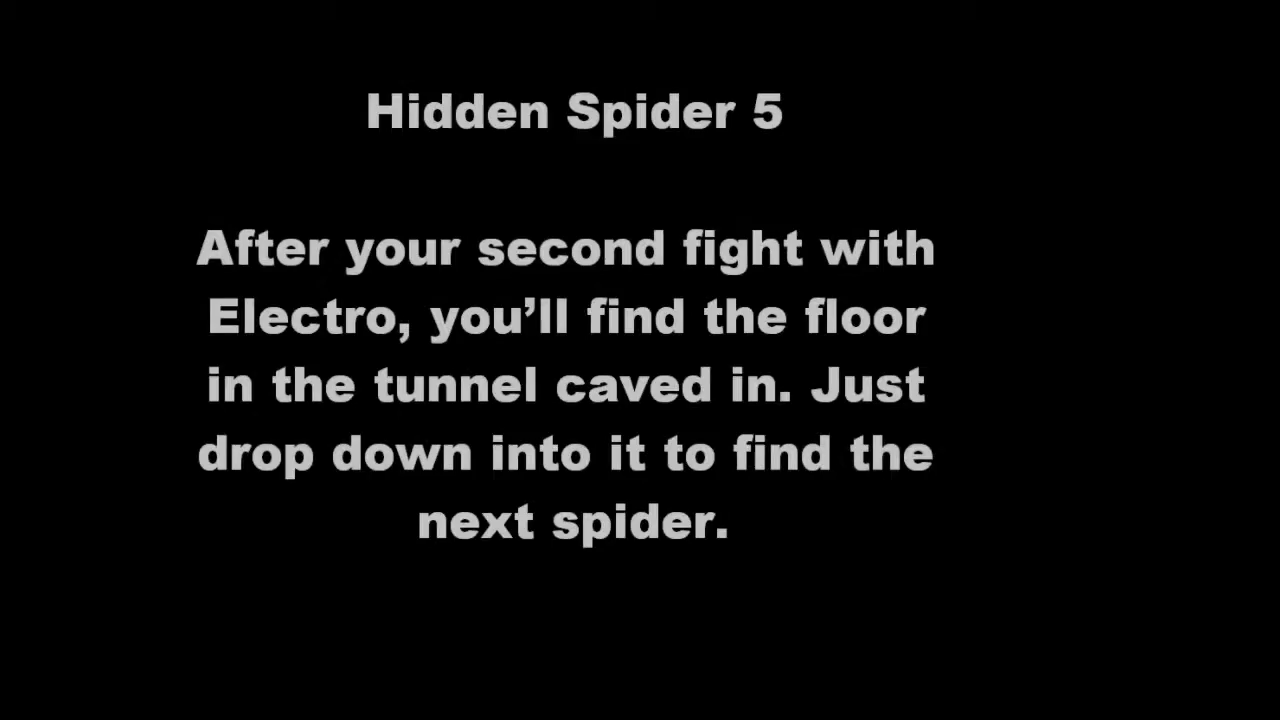 Hidden Spider 5
After your second fight with
Electro, you’ll find the floor
in the tunnel caved in. Just
drop down into it to find the
next spider.